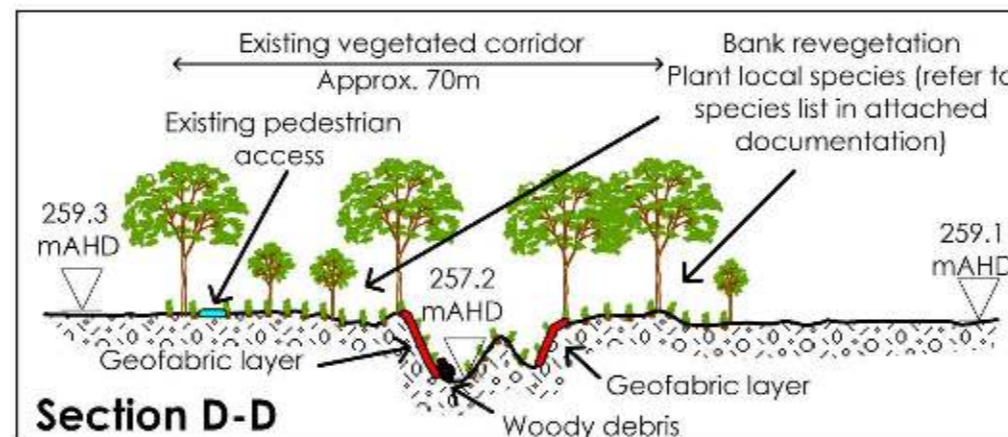 Existing vegetated corridor
Approx. 70m
Bank revegetation
Plant local species (refer to
species list in attached
documentation)
Existing pedestrian
access
259.3
mAHD
257.2
mAHD
259.1
mAHD
Geofabric layer
Geofabric layer
Woody debris
Section D-D